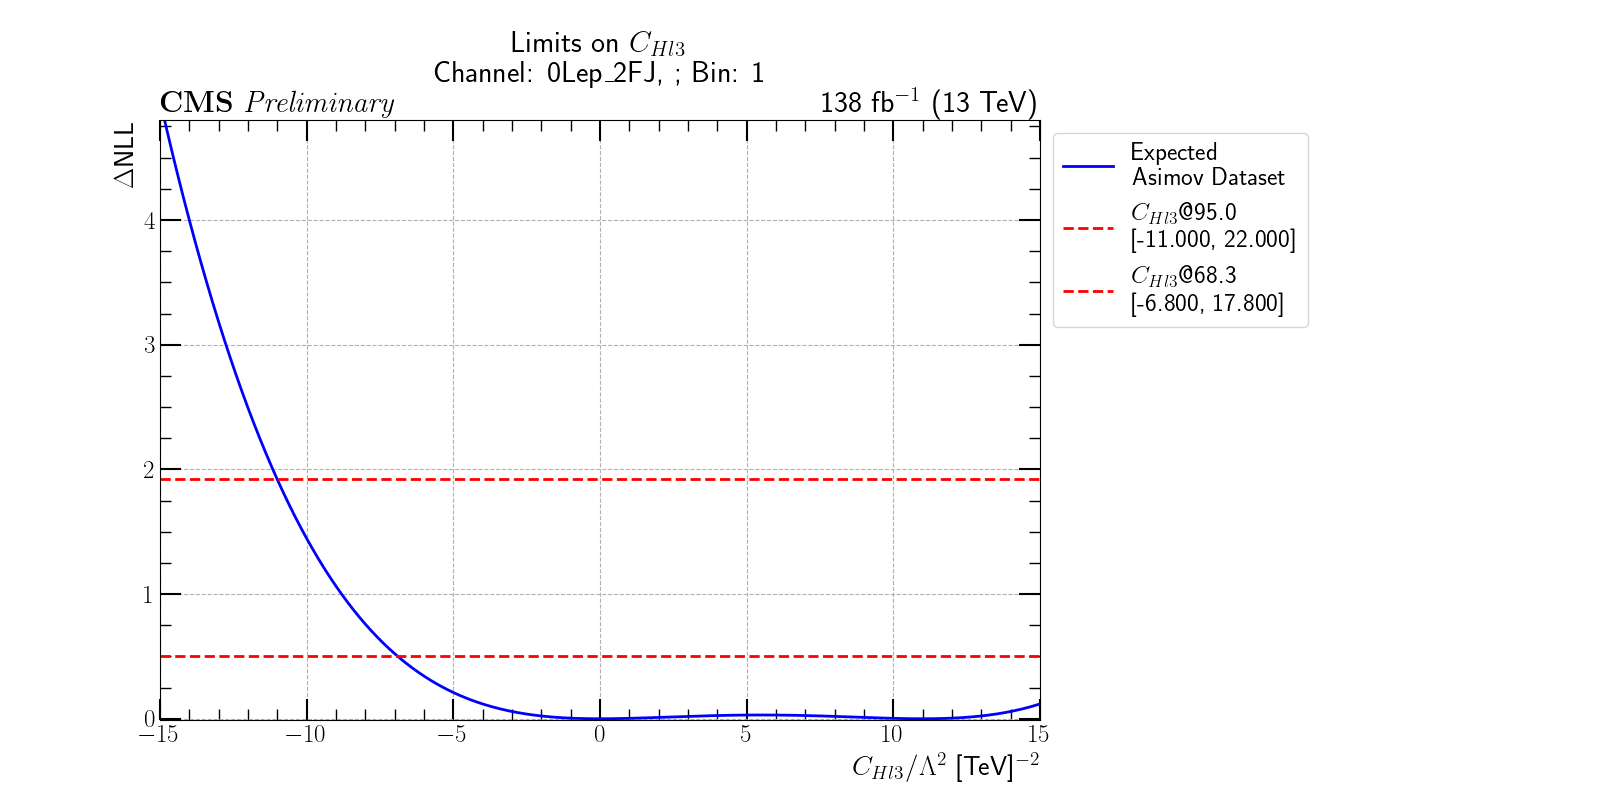 Limits on C_{Hl3}
Channel: 0Lep_2FJ, ; Bin: 1
CMS Preliminary
138 fb^{-1} (13 TeV)
ΔNLL
4
3
2
1
0
−15
−10
−5
0
5
10
15
C_{Hl3}/Λ^2 [TeV]^{-2}
Expected
Asimov Dataset
C_{Hl3}@95.0
[-11.000, 22.000]
C_{Hl3}@68.3
[-6.800, 17.800]